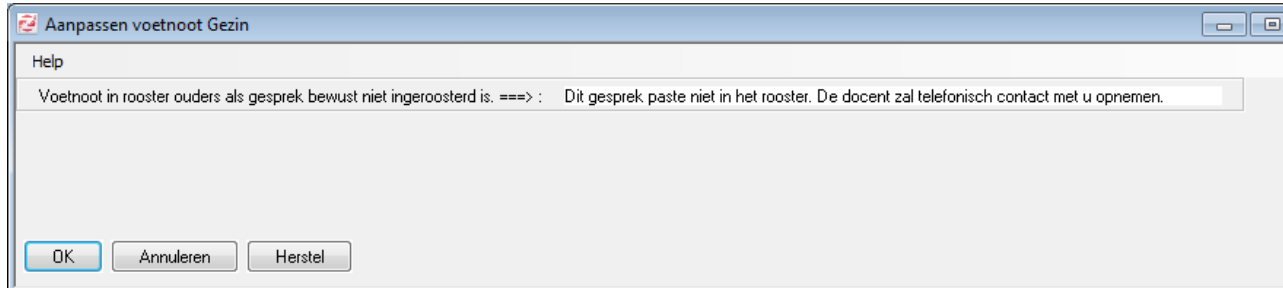 Aanpassen voetnoot Gezin
Help
Voetnoot in rooster ouders als gesprek bewust niet ingeroosterd is. ===> : Dit gesprek paste niet in het rooster. De docent zal telefonisch contact met u opnemen.
OK Annuleren Herstel